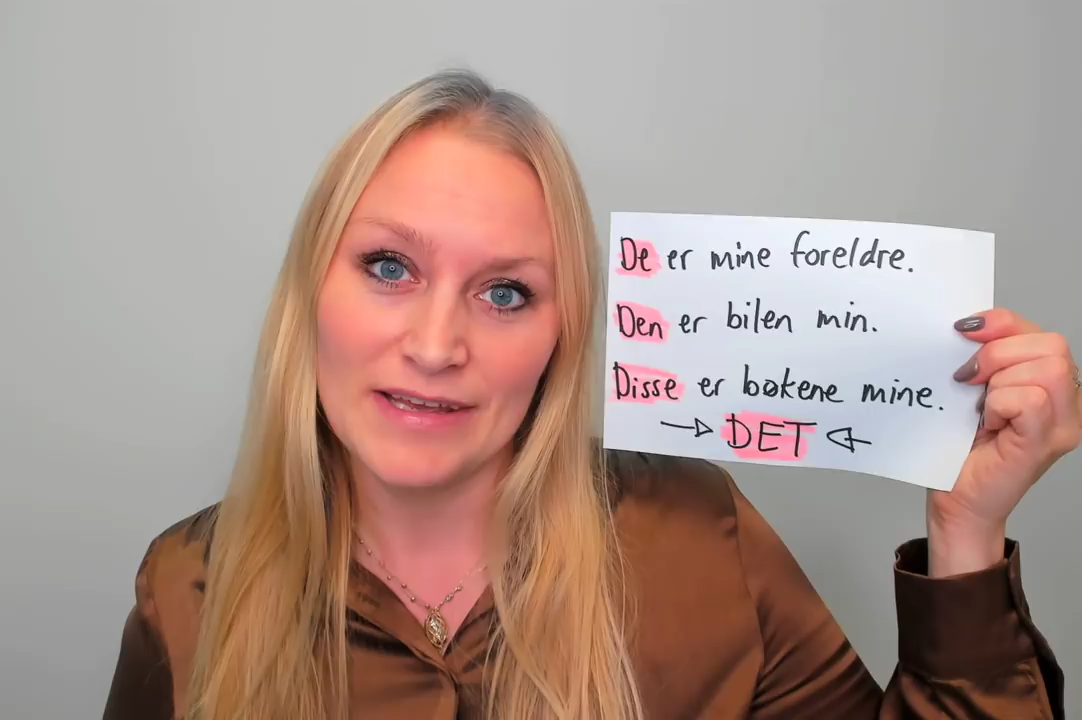 De er mine foreldre.
Den er bilen min.
Disse er bøkene mine.
→ DET ←